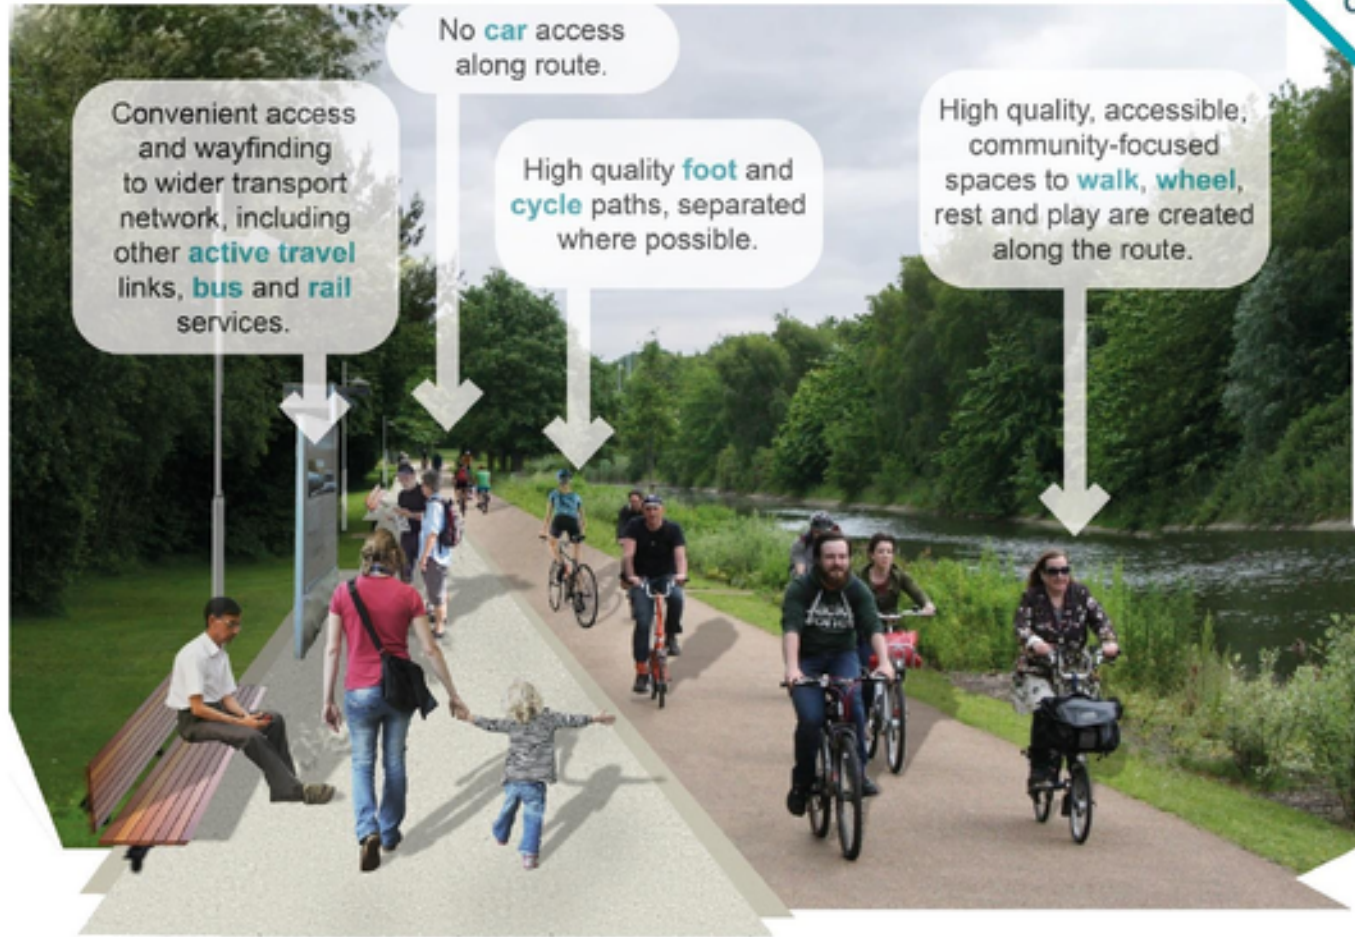 No car access
along route.
Convenient access
and wayfinding
to wider transport
network, including
other active travel
links, bus and rail
services.
High quality foot and
cycle paths, separated
where possible.
High quality, accessible,
community-focused
spaces to walk, wheel,
rest and play are created
along the route.